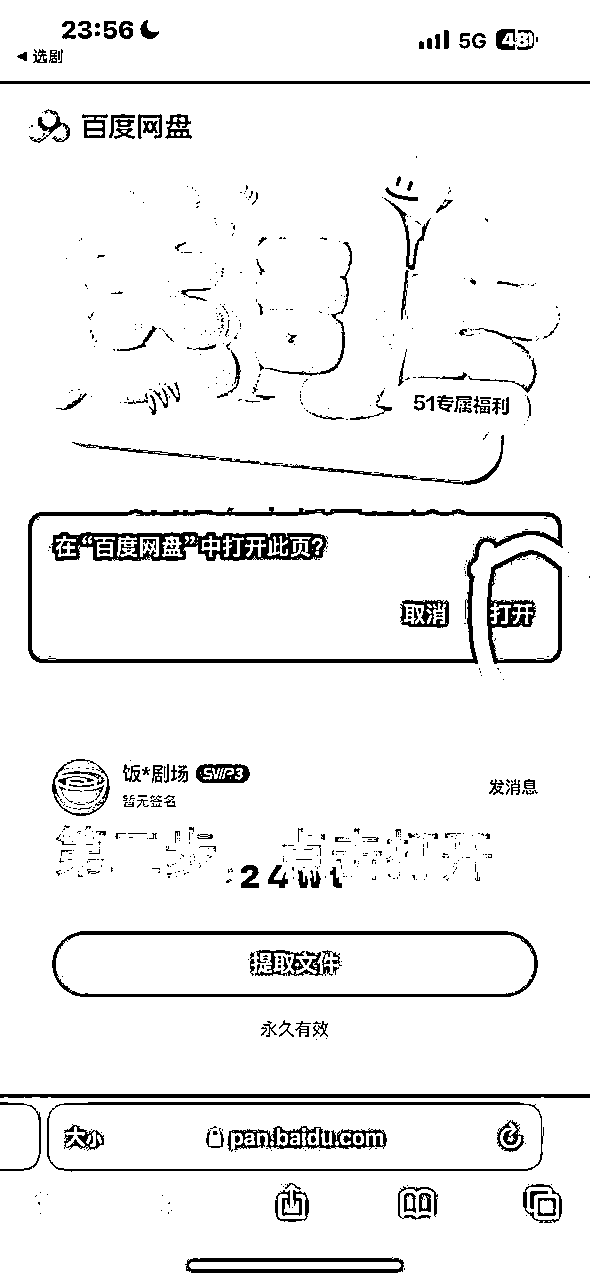 23:56
5G 48
◀ 选剧
百度网盘
51专属福利
在“百度网盘”中打开此页？
取消 打开
饭*剧场 SVIP3
暂无签名
发消息
第二步 点击打开
:24wt
提取文件
永久有效
大小 pan.baidu.com